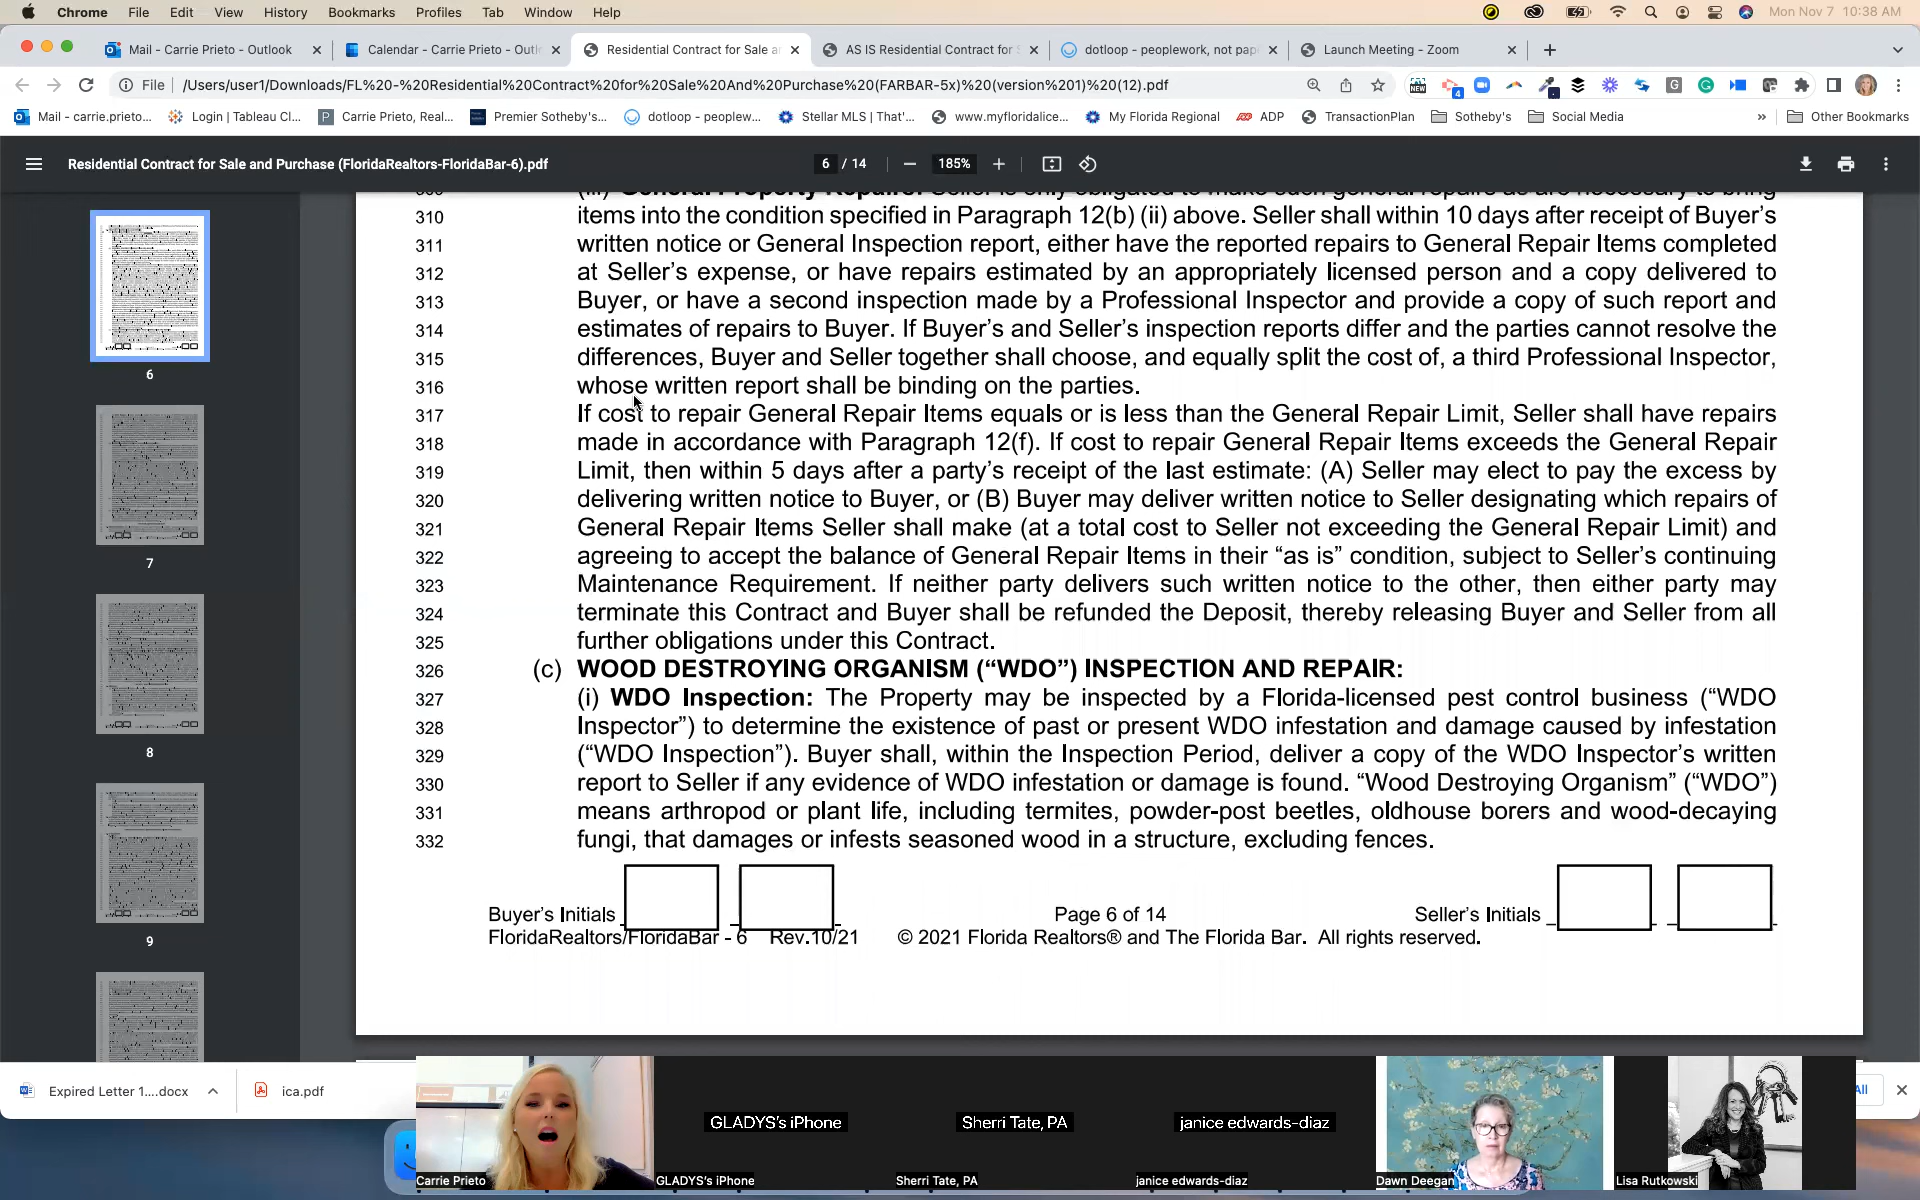 Chrome File Edit View History Bookmarks Profiles Tab Window Help Mon Nov 7 10:38 AM
Mail - Carrie Prieto - Outlook
Calendar - Carrie Prieto - Outl
Residential Contract for Sale a
AS IS Residential Contract for S
dotloop - peoplework, not pap
Launch Meeting - Zoom
File /Users/user1/Downloads/FL%20-%20Residential%20Contract%20for%20Sale%20And%20Purchase%20(FARBAR-5x)%20(version%201)%20(12).pdf
Mail - carrie.prieto... Login | Tableau Cl... Carrie Prieto, Real... Premier Sotheby's... dotloop - peoplew... Stellar MLS | That'... www.myfloridalice... My Florida Regional ADP TransactionPlan Sotheby's Social Media » Other Bookmarks
Residential Contract for Sale and Purchase (FloridaRealtors-FloridaBar-6).pdf 6 / 14 185%
309 (iii) General Property Repairs: Seller is only obligated to make such general repairs as are necessary to bring
310 items into the condition specified in Paragraph 12(b) (ii) above. Seller shall within 10 days after receipt of Buyer's
311 written notice or General Inspection report, either have the reported repairs to General Repair Items completed
312 at Seller's expense, or have repairs estimated by an appropriately licensed person and a copy delivered to
313 Buyer, or have a second inspection made by a Professional Inspector and provide a copy of such report and
314 estimates of repairs to Buyer. If Buyer's and Seller's inspection reports differ and the parties cannot resolve the
315 differences, Buyer and Seller together shall choose, and equally split the cost of, a third Professional Inspector,
316 whose written report shall be binding on the parties.
317 If cost to repair General Repair Items equals or is less than the General Repair Limit, Seller shall have repairs
318 made in accordance with Paragraph 12(f). If cost to repair General Repair Items exceeds the General Repair
319 Limit, then within 5 days after a party's receipt of the last estimate: (A) Seller may elect to pay the excess by
320 delivering written notice to Buyer, or (B) Buyer may deliver written notice to Seller designating which repairs of
321 General Repair Items Seller shall make (at a total cost to Seller not exceeding the General Repair Limit) and
322 agreeing to accept the balance of General Repair Items in their “as is” condition, subject to Seller's continuing
323 Maintenance Requirement. If neither party delivers such written notice to the other, then either party may
324 terminate this Contract and Buyer shall be refunded the Deposit, thereby releasing Buyer and Seller from all
325 further obligations under this Contract.
326 (c) WOOD DESTROYING ORGANISM (“WDO”) INSPECTION AND REPAIR:
327 (i) WDO Inspection: The Property may be inspected by a Florida-licensed pest control business (“WDO
328 Inspector”) to determine the existence of past or present WDO infestation and damage caused by infestation
329 (“WDO Inspection”). Buyer shall, within the Inspection Period, deliver a copy of the WDO Inspector's written
330 report to Seller if any evidence of WDO infestation or damage is found. “Wood Destroying Organism” (“WDO”)
331 means arthropod or plant life, including termites, powder-post beetles, oldhouse borers and wood-decaying
332 fungi, that damages or infests seasoned wood in a structure, excluding fences.
Buyer's Initials Page 6 of 14 Seller's Initials
FloridaRealtors/FloridaBar - 6 Rev.10/21 © 2021 Florida Realtors® and The Florida Bar. All rights reserved.
6
7
8
9
Expired Letter 1....docx
ica.pdf
All
GLADYS's iPhone
Sherri Tate, PA
janice edwards-diaz
Carrie Prieto
GLADYS's iPhone
Sherri Tate, PA
janice edwards-diaz
Dawn Deegan
Lisa Rutkowski